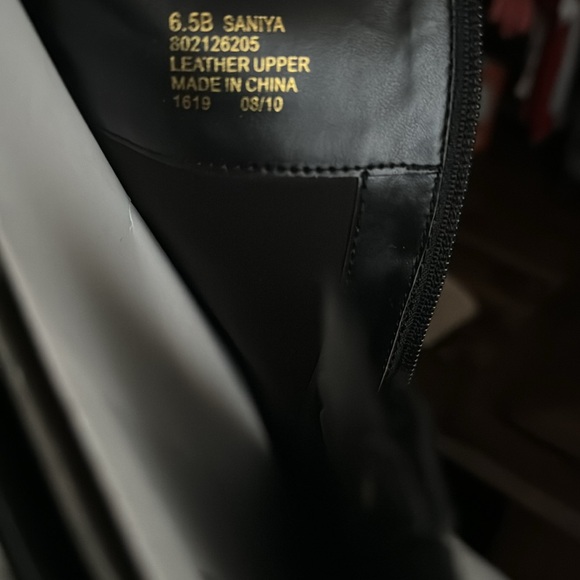 6.5B SANIYA
802126205
LEATHER UPPER
MADE IN CHINA
1619 08/10